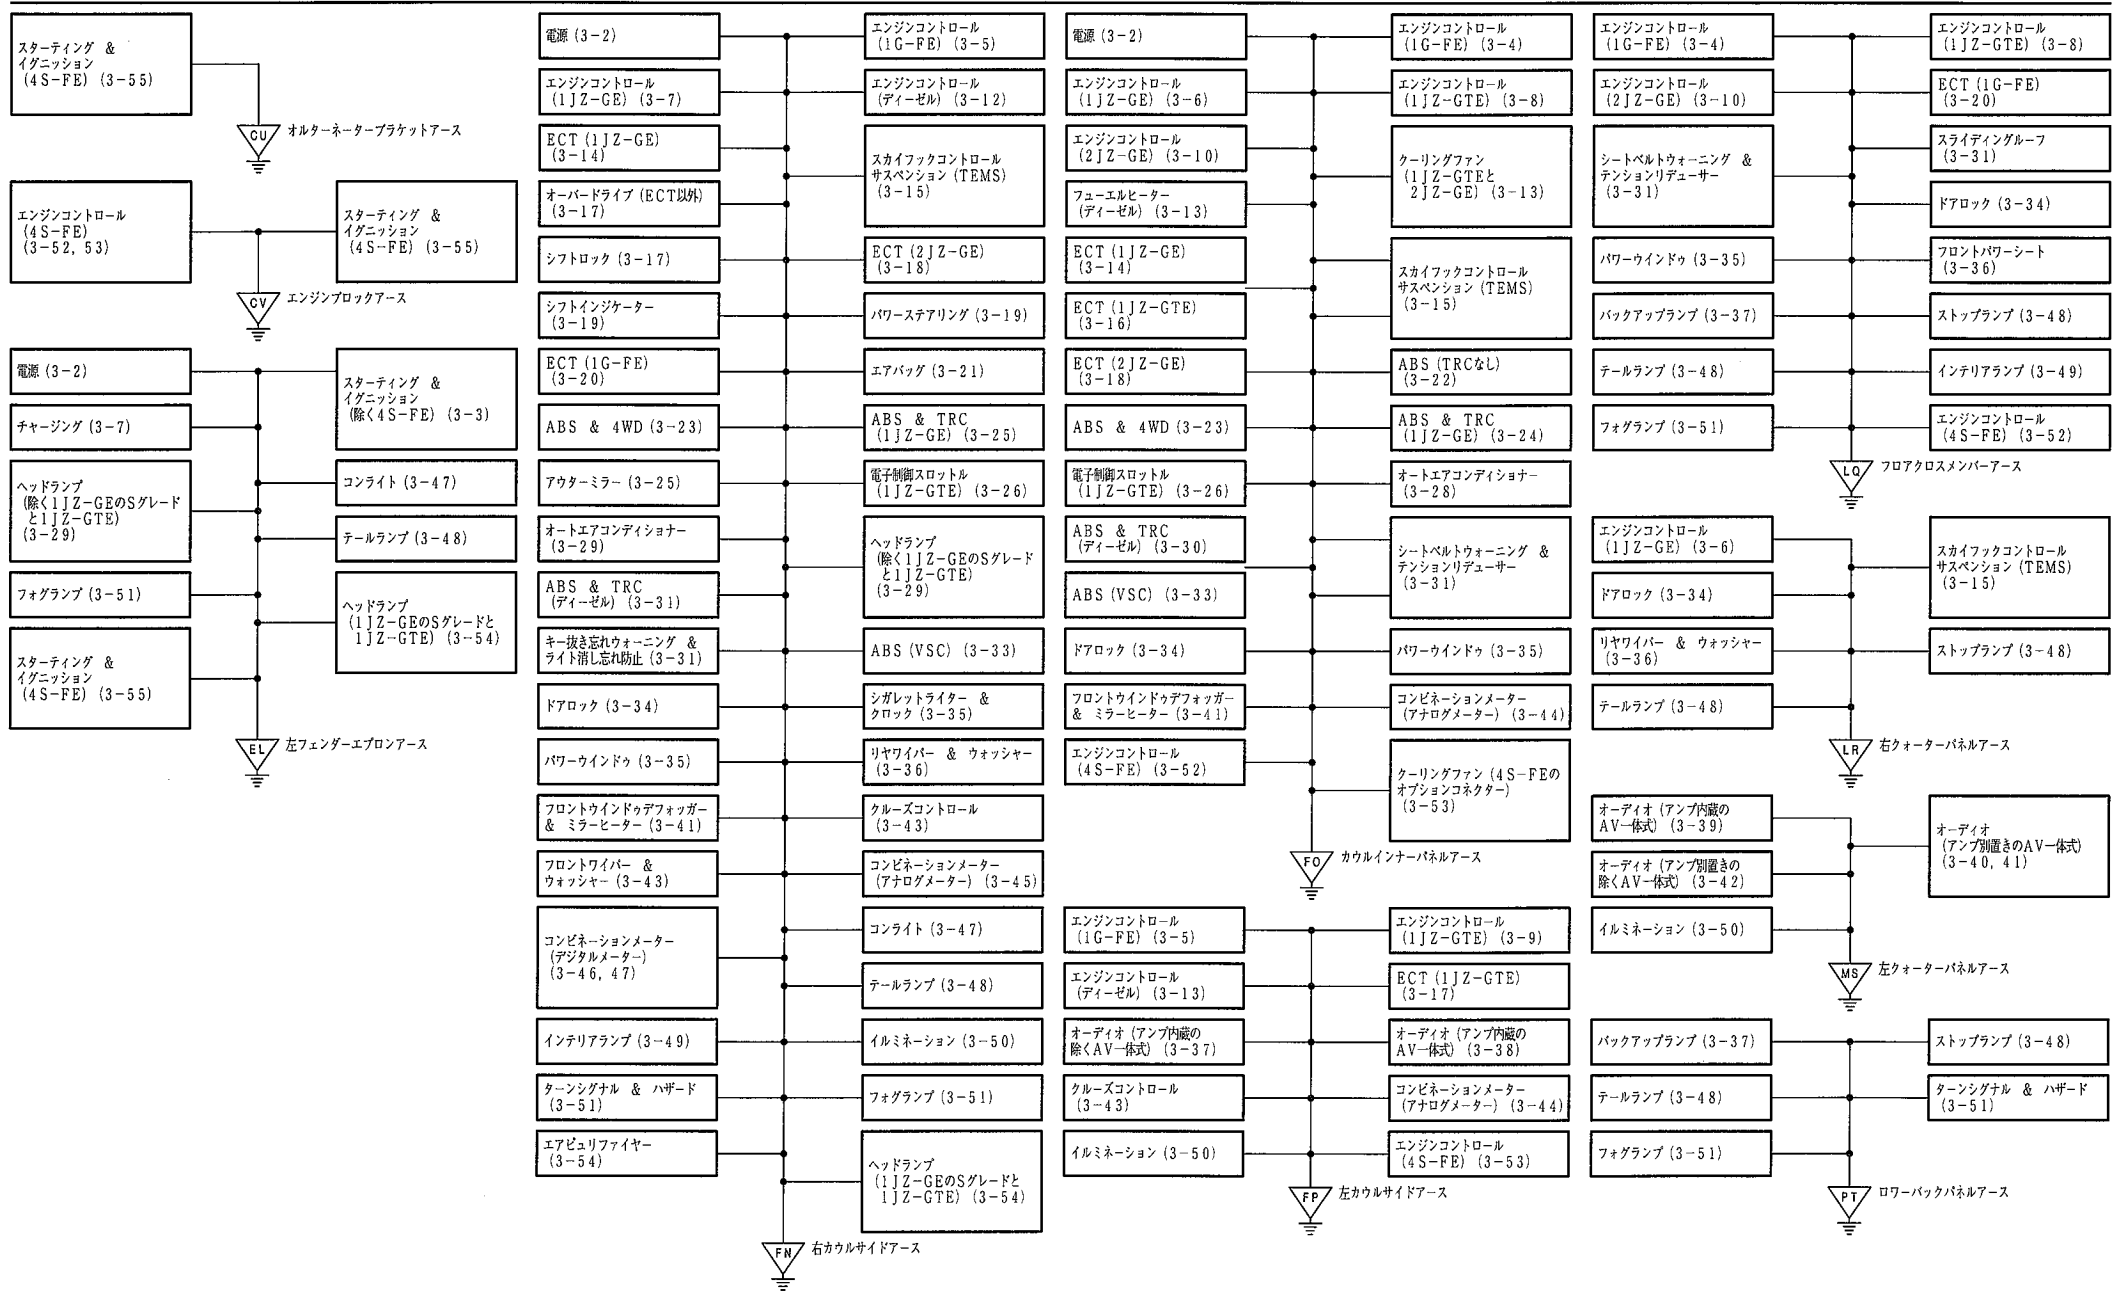 スターティング &
イグニッション
(4S-FE) (3-55)
CU オルターネーターブラケットアース
エンジンコントロール
(4S-FE)
(3-52, 53)
スターティング &
イグニッション
(4S-FE) (3-55)
CV エンジンブロックアース
電源 (3-2)
スターティング &
イグニッション
(除く4S-FE) (3-3)
チャージング (3-7)
ヘッドランプ
(除く1JZ-GEのSグレード
と1JZ-GTE)
(3-29)
コンライト (3-47)
テールランプ (3-48)
フォグランプ (3-51)
ヘッドランプ
(1JZ-GEのSグレードと
1JZ-GTE) (3-54)
スターティング &
イグニッション
(4S-FE) (3-55)
EL 左フェンダーエプロンアース
電源 (3-2)
エンジンコントロール
(1JZ-GE) (3-7)
ECT (1JZ-GE)
(3-14)
オーバードライブ (ECT以外)
(3-17)
シフトロック (3-17)
シフトインジケーター
(3-19)
ECT (1G-FE)
(3-20)
ABS & 4WD (3-23)
アウターミラー (3-25)
オートエアコンディショナー
(3-29)
ABS & TRC
(ディーゼル) (3-31)
キー抜き忘れウォーニング &
ライト消し忘れ防止 (3-31)
ドアロック (3-34)
パワーウインドゥ (3-35)
フロントウインドゥデフォッガー
& ミラーヒーター (3-41)
フロントワイパー &
ウォッシャー (3-43)
コンビネーションメーター
(デジタルメーター)
(3-46, 47)
インテリアランプ (3-49)
ターンシグナル & ハザード
(3-51)
エアピュリファイヤー
(3-54)
エンジンコントロール
(1G-FE) (3-5)
エンジンコントロール
(ディーゼル) (3-12)
スカイフックコントロール
サスペンション (TEMS)
(3-15)
ECT (2JZ-GE)
(3-18)
パワーステアリング (3-19)
エアバッグ (3-21)
ABS & TRC
(1JZ-GE) (3-25)
電子制御スロットル
(1JZ-GTE) (3-26)
ヘッドランプ
(除く1JZ-GEのSグレード
と1JZ-GTE)
(3-29)
ABS (VSC) (3-33)
シガレットライター &
クロック (3-35)
リヤワイパー & ウォッシャー
(3-36)
クルーズコントロール
(3-43)
コンビネーションメーター
(アナログメーター) (3-45)
コンライト (3-47)
テールランプ (3-48)
イルミネーション (3-50)
フォグランプ (3-51)
ヘッドランプ
(1JZ-GEのSグレードと
1JZ-GTE) (3-54)
FN 右カウルサイドアース
電源 (3-2)
エンジンコントロール
(1JZ-GE) (3-6)
エンジンコントロール
(2JZ-GE) (3-10)
フューエルヒーター
(ディーゼル) (3-13)
ECT (1JZ-GE)
(3-14)
ECT (1JZ-GTE)
(3-16)
ECT (2JZ-GE)
(3-18)
ABS & 4WD (3-23)
電子制御スロットル
(1JZ-GTE) (3-26)
ABS & TRC
(ディーゼル) (3-30)
ABS (VSC) (3-33)
ドアロック (3-34)
フロントウインドゥデフォッガー
& ミラーヒーター (3-41)
エンジンコントロール
(4S-FE) (3-52)
エンジンコントロール
(1G-FE) (3-4)
エンジンコントロール
(1JZ-GTE) (3-8)
クーリングファン
(1JZ-GTEと
2JZ-GE) (3-13)
スカイフックコントロール
サスペンション (TEMS)
(3-15)
ABS (TRCなし)
(3-22)
ABS & TRC
(1JZ-GE) (3-24)
オートエアコンディショナー
(3-28)
シートベルトウォーニング &
テンションリデューサー
(3-31)
パワーウインドゥ (3-35)
コンビネーションメーター
(アナログメーター) (3-44)
クーリングファン (4S-FEの
オプションコネクター)
(3-53)
FO カウルインナーパネルアース
エンジンコントロール
(1G-FE) (3-5)
エンジンコントロール
(ディーゼル) (3-13)
オーディオ (アンプ内蔵の
除くAV一体式) (3-37)
クルーズコントロール
(3-43)
イルミネーション (3-50)
エンジンコントロール
(1JZ-GTE) (3-9)
ECT (1JZ-GTE)
(3-17)
オーディオ (アンプ内蔵の
AV一体式) (3-38)
コンビネーションメーター
(アナログメーター) (3-44)
エンジンコントロール
(4S-FE) (3-53)
FP 左カウルサイドアース
エンジンコントロール
(1G-FE) (3-4)
エンジンコントロール
(2JZ-GE) (3-10)
シートベルトウォーニング &
テンションリデューサー
(3-31)
パワーウインドゥ (3-35)
バックアップランプ (3-37)
テールランプ (3-48)
フォグランプ (3-51)
エンジンコントロール
(1JZ-GTE) (3-8)
ECT (1G-FE)
(3-20)
スライディングルーフ
(3-31)
ドアロック (3-34)
フロントパワーシート
(3-36)
ストップランプ (3-48)
インテリアランプ (3-49)
エンジンコントロール
(4S-FE) (3-52)
LQ フロアクロスメンバーアース
エンジンコントロール
(1JZ-GE) (3-6)
ドアロック (3-34)
リヤワイパー & ウォッシャー
(3-36)
テールランプ (3-48)
スカイフックコントロール
サスペンション (TEMS)
(3-15)
ストップランプ (3-48)
LR 右クォーターパネルアース
オーディオ (アンプ内蔵の
AV一体式) (3-39)
オーディオ (アンプ別置きの
除くAV一体式) (3-42)
イルミネーション (3-50)
オーディオ
(アンプ別置きのAV一体式)
(3-40, 41)
MS 左クォーターパネルアース
バックアップランプ (3-37)
テールランプ (3-48)
フォグランプ (3-51)
ストップランプ (3-48)
ターンシグナル & ハザード
(3-51)
PT ロワーバックパネルアース